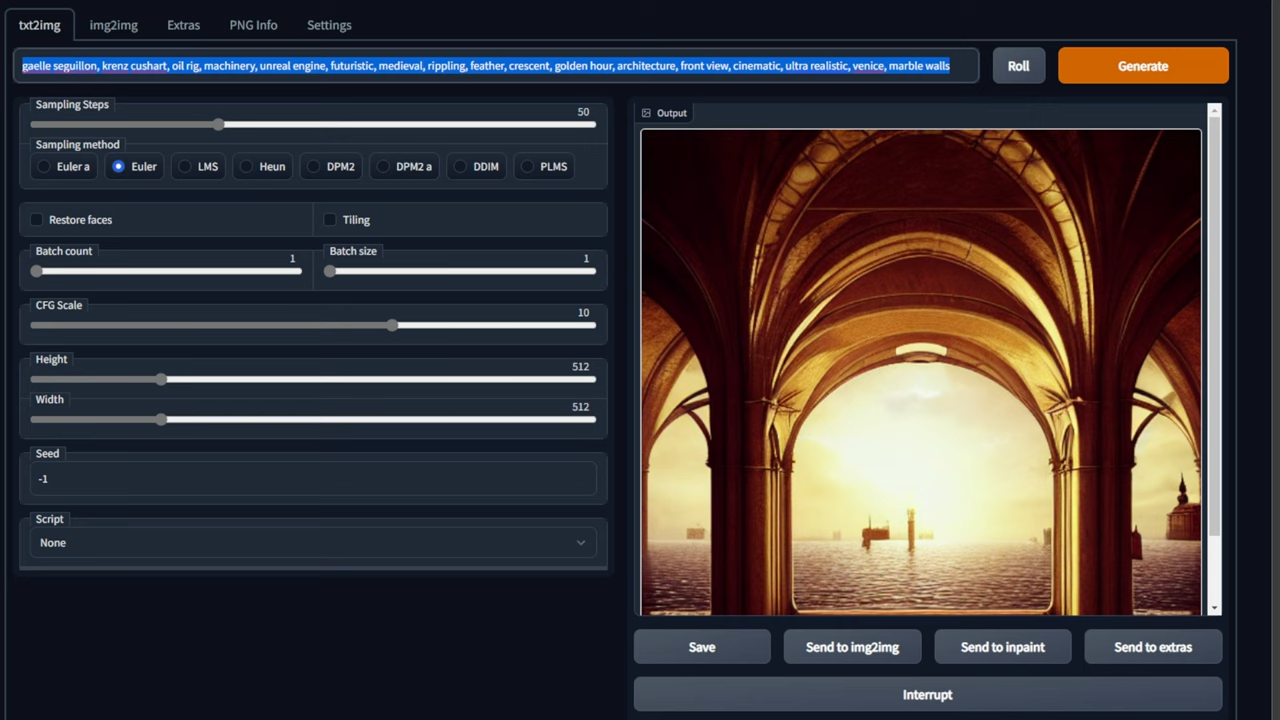 txt2img img2img Extras PNG Info Settings
gaelle seguillon, krenz cushart, oil rig, machinery, unreal engine, futuristic, medieval, rippling, feather, crescent, golden hour, architecture, front view, cinematic, ultra realistic, venice, marble walls
Roll
Generate
Sampling Steps
50
Sampling method
Euler a Euler LMS Heun DPM2 DPM2 a DDIM PLMS
Restore faces Tiling
Batch count
1
Batch size
1
CFG Scale
10
Height
512
Width
512
Seed
-1
Script
None
Output
Save Send to img2img Send to inpaint Send to extras
Interrupt